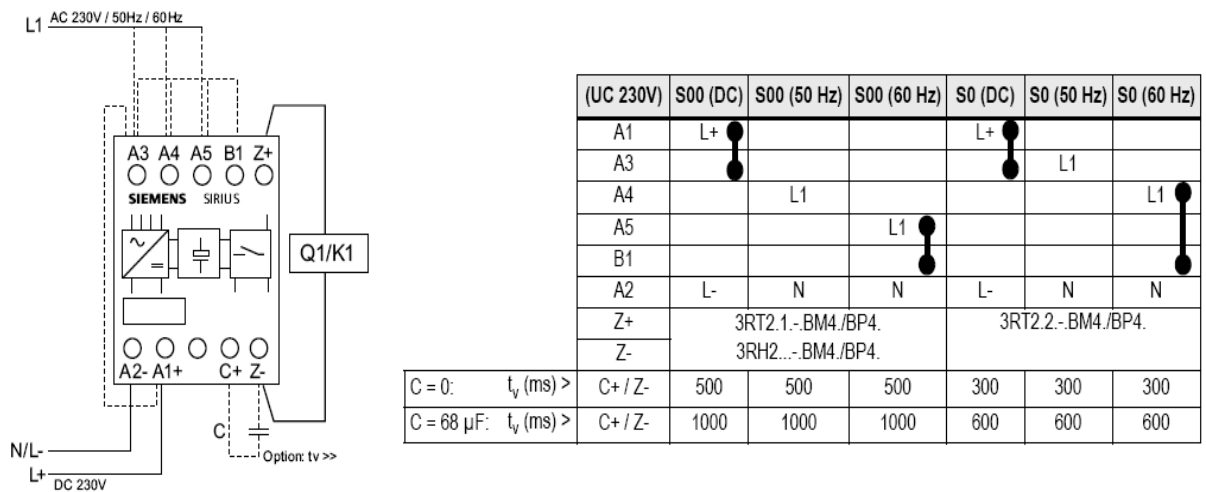 L1 AC 230V / 50Hz / 60Hz
A3 A4 A5 B1 Z+
SIEMENS SIRIUS
~
=
Q1/K1
A2- A1+ C+ Z-
C
Option: tv >>
N/L-
L+ DC 230V
(UC 230V) S00 (DC) S00 (50 Hz) S00 (60 Hz) S0 (DC) S0 (50 Hz) S0 (60 Hz)
A1 L+ L+
A3 L1
A4 L1 L1
A5 L1
B1
A2 L- N N L- N N
Z+ 3RT2.1.-.BM4./BP4. 3RT2.2.-.BM4./BP4.
Z- 3RH2...-.BM4./BP4.
C = 0: tv (ms) > C+ / Z- 500 500 500 300 300 300
C = 68 µF: tv (ms) > C+ / Z- 1000 1000 1000 600 600 600